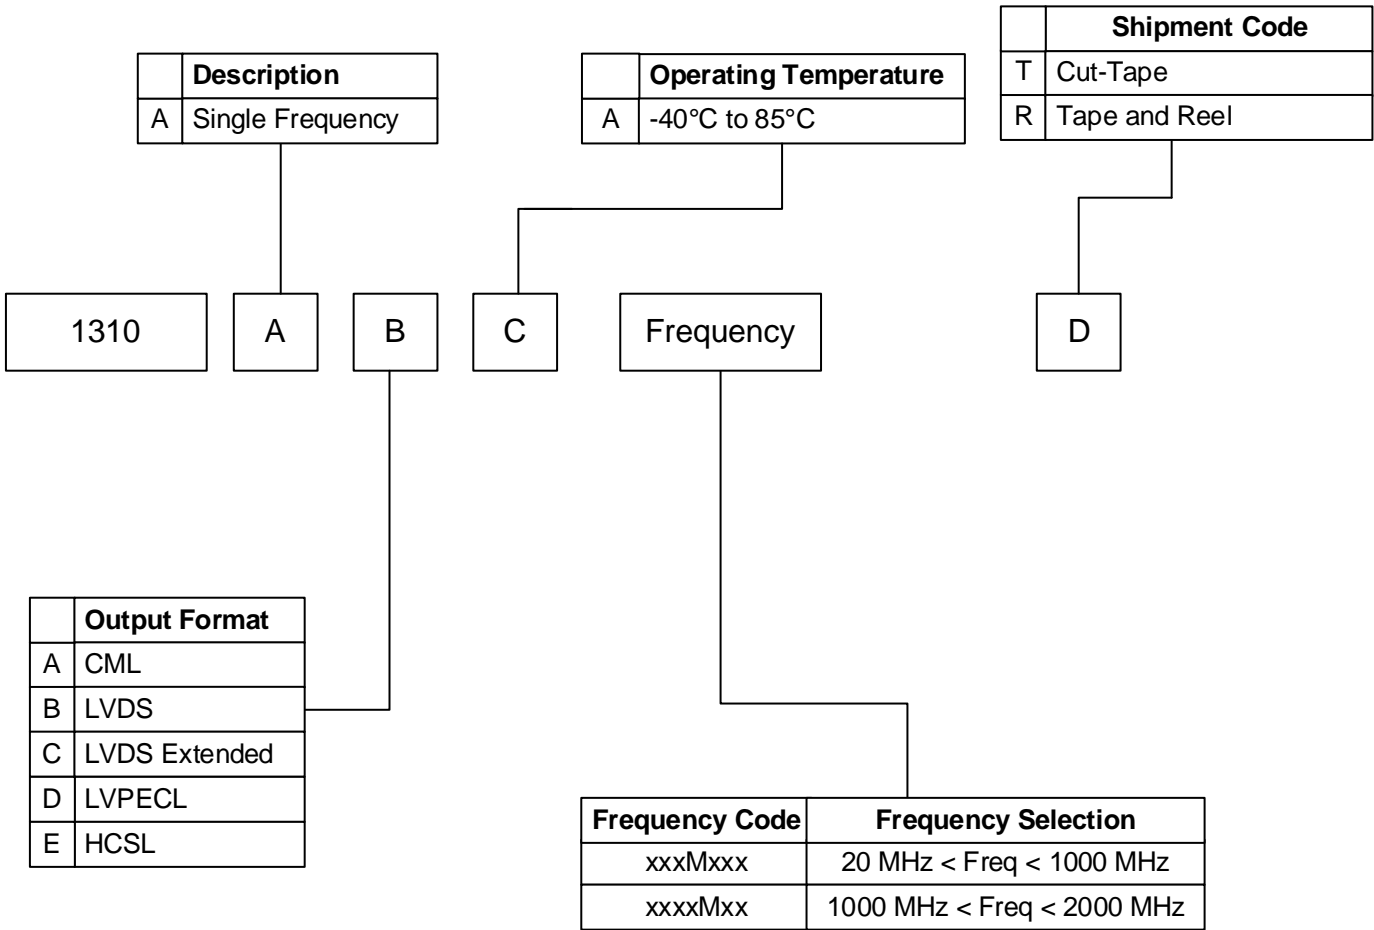 Shipment Code
T Cut-Tape
R Tape and Reel
Description
A Single Frequency
Operating Temperature
A -40°C to 85°C
1310 A B C Frequency D
Output Format
A CML
B LVDS
C LVDS Extended
D LVPECL
E HCSL
Frequency Code Frequency Selection
xxxMxxx 20 MHz < Freq < 1000 MHz
xxxxMxx 1000 MHz < Freq < 2000 MHz